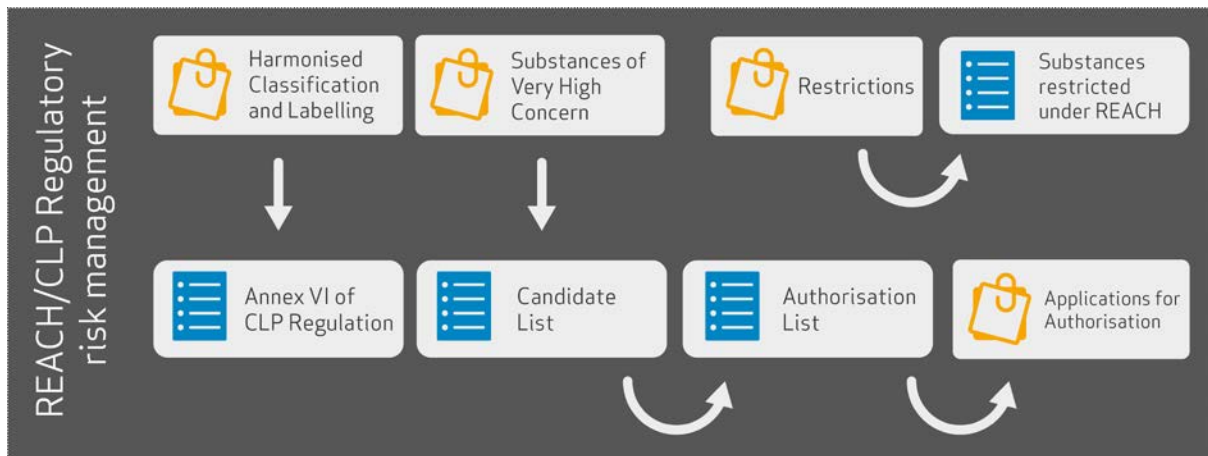 REACH/CLP Regulatory
risk management
Harmonised
Classification
and Labelling
Substances of
Very High
Concern
Restrictions
Substances
restricted
under REACH
Annex VI of
CLP Regulation
Candidate
List
Authorisation
List
Applications for
Authorisation